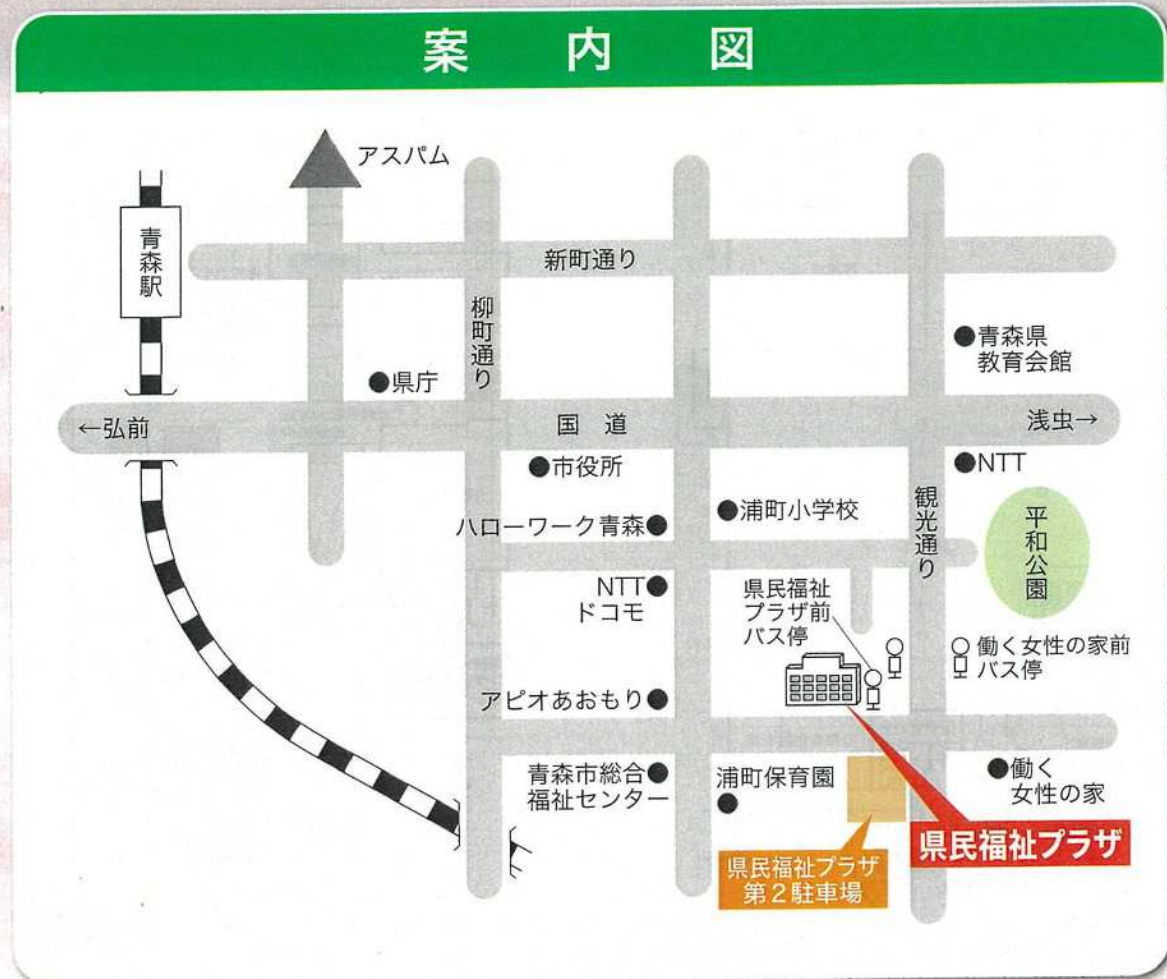 案内図
アスパム
青森駅
新町通り
柳町通り
●青森県
教育会館
●県庁
←弘前
国道
浅虫→
●市役所
●NTT
ハローワーク青森●
●浦町小学校
観光通り
平和公園
NTT●
ドコモ
県民福祉
プラザ前
バス停
働く女性の家前
バス停
アピオあおもり●
青森市総合●
福祉センター
浦町保育園
●働く
女性の家
県民福祉プラザ
県民福祉プラザ
第2駐車場